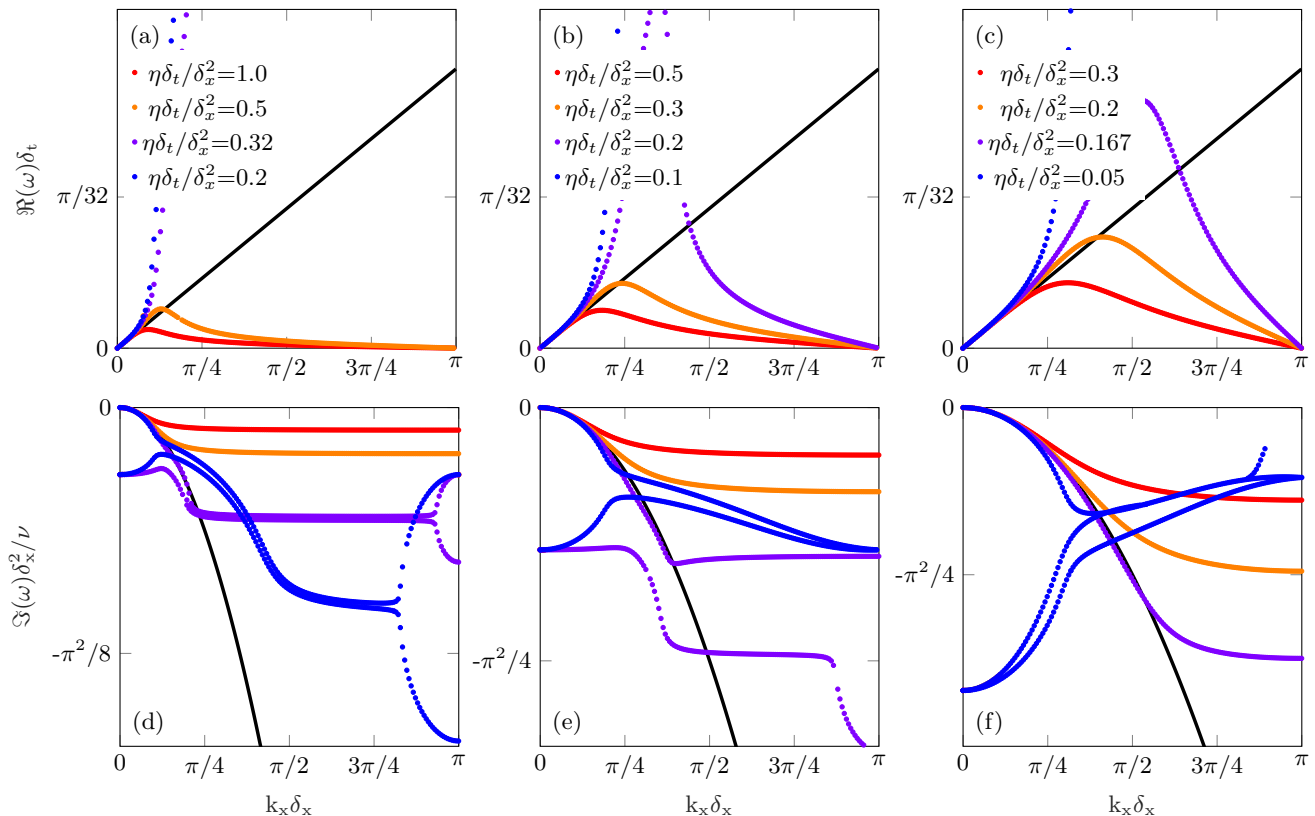 (a)
ηδt/δx²=1.0
ηδt/δx²=0.5
ηδt/δx²=0.32
ηδt/δx²=0.2
(b)
ηδt/δx²=0.5
ηδt/δx²=0.3
ηδt/δx²=0.2
ηδt/δx²=0.1
(c)
ηδt/δx²=0.3
ηδt/δx²=0.2
ηδt/δx²=0.167
ηδt/δx²=0.05
ℜ(ω)δt
π/32
0
0 π/4 π/2 3π/4 π
π/32
0
0 π/4 π/2 3π/4 π
π/32
0
0 π/4 π/2 3π/4 π
ℑ(ω)δx²/ν
0
-π²/8
(d)
0 π/4 π/2 3π/4 π
kxδx
0
-π²/4
(e)
0 π/4 π/2 3π/4 π
kxδx
0
-π²/4
(f)
0 π/4 π/2 3π/4 π
kxδx